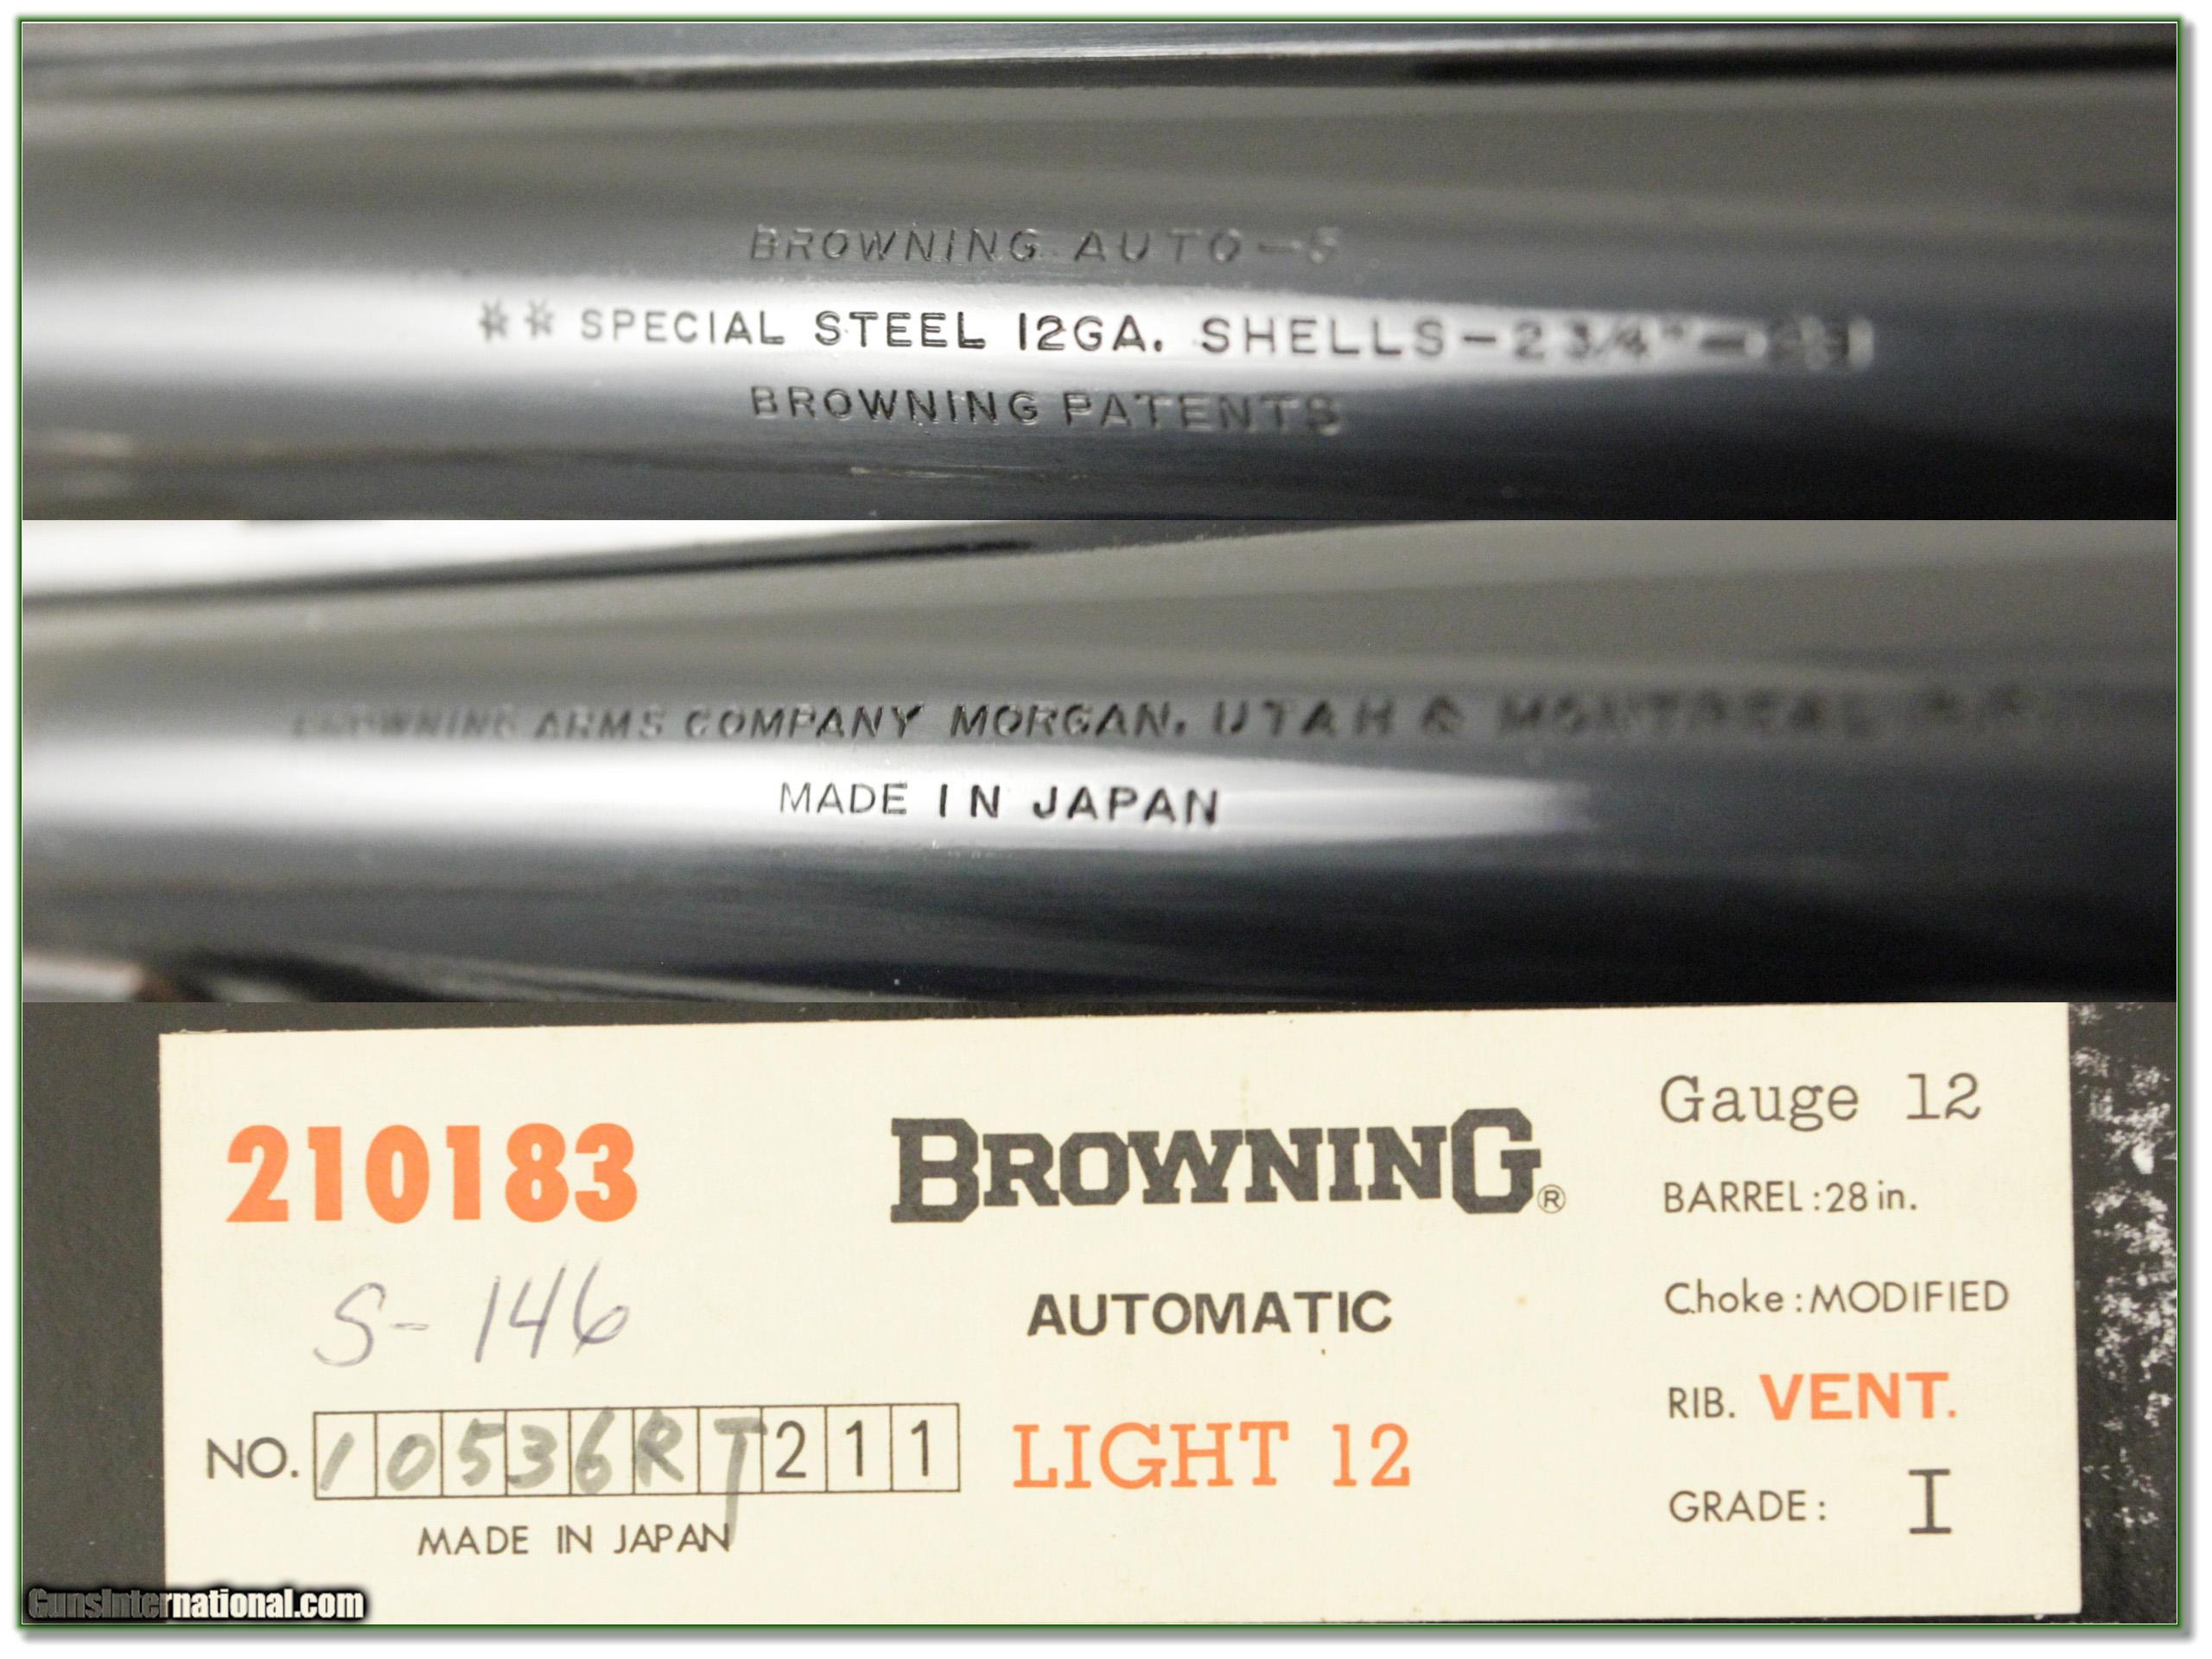 BROWNING AUTO-5
** SPECIAL STEEL 12GA. SHELLS-2 3/4"-
BROWNING PATENTS
BROWNING ARMS COMPANY MORGAN, UTAH & MONTREAL P.Q.
MADE IN JAPAN
210183
BROWNING®
Gauge 12
BARREL:28 in.
S-146
AUTOMATIC
Choke:MODIFIED
RIB. VENT.
NO. 10536RT211
LIGHT 12
GRADE: I
MADE IN JAPAN
GunsInternational.com